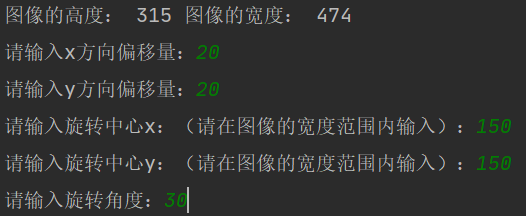 图像的高度： 315 图像的宽度： 474
请输入x方向偏移量：20
请输入y方向偏移量：20
请输入旋转中心x：（请在图像的宽度范围内输入）：150
请输入旋转中心y：（请在图像的宽度范围内输入）：150
请输入旋转角度：30